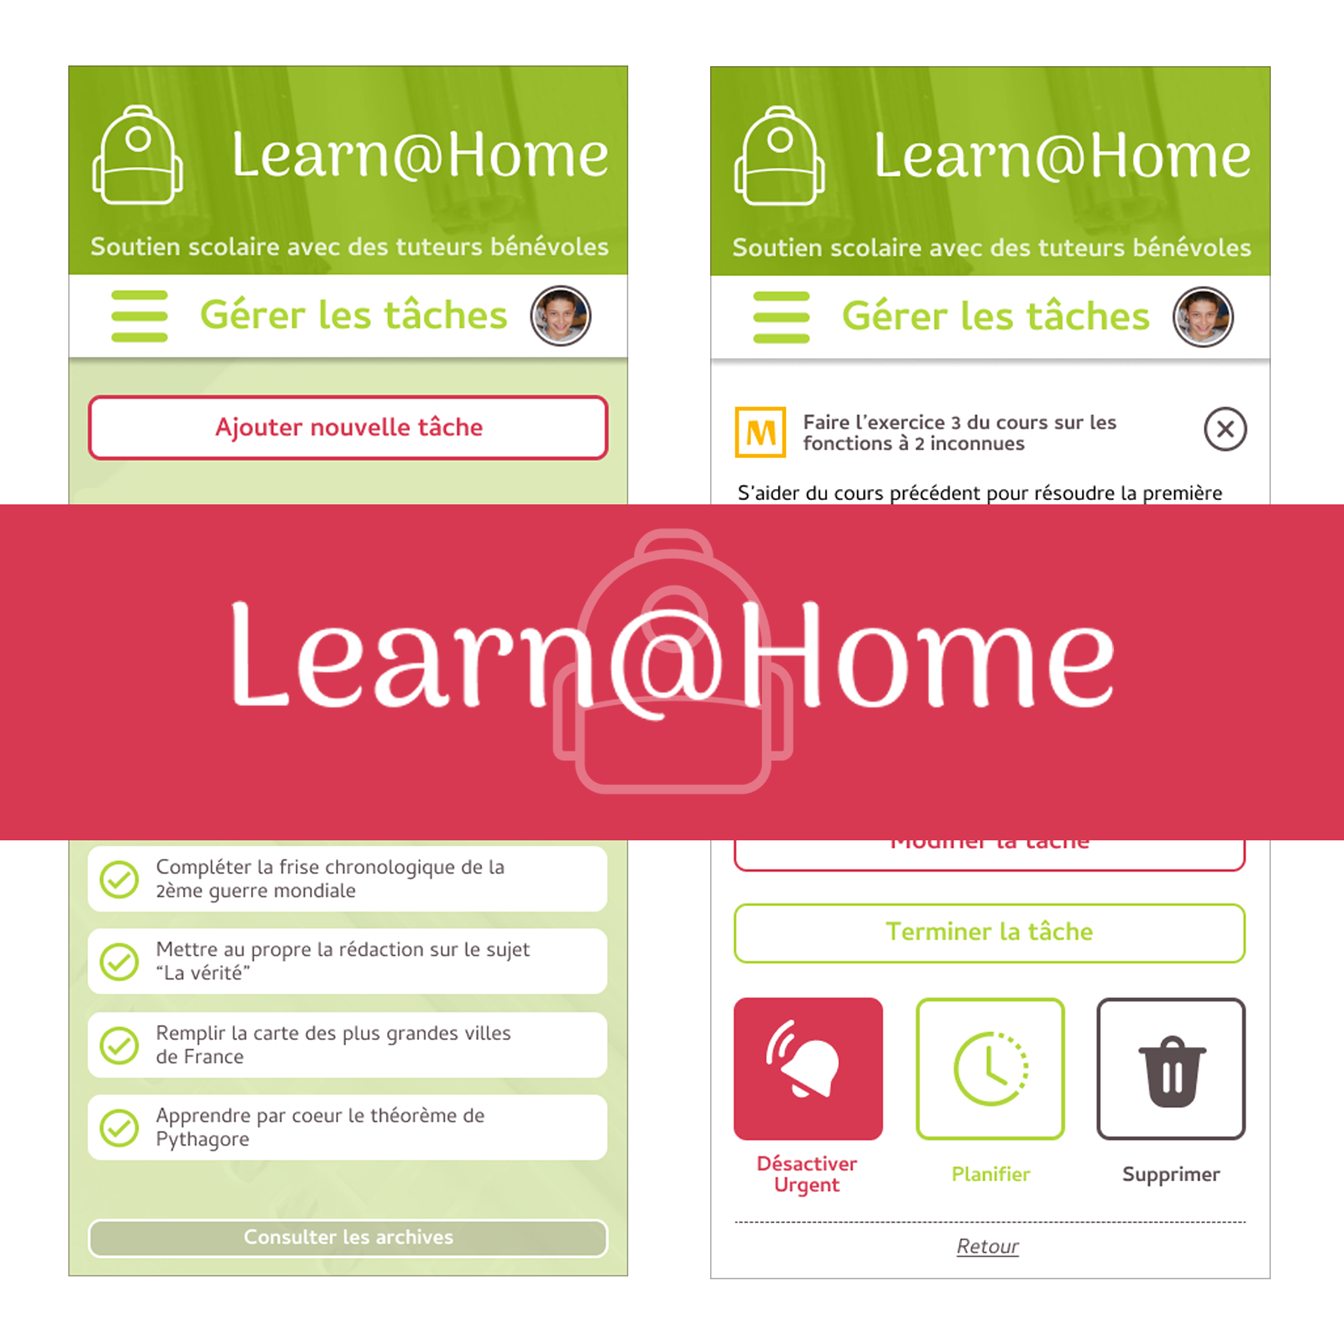 Learn@Home
Soutien scolaire avec des tuteurs bénévoles
Gérer les tâches
Ajouter nouvelle tâche
Learn@Home
Soutien scolaire avec des tuteurs bénévoles
Gérer les tâches
M
Faire l'exercice 3 du cours sur les
fonctions à 2 inconnues
S'aider du cours précédent pour résoudre la première
Learn@Home
Compléter la frise chronologique de la
2ème guerre mondiale
Mettre au propre la rédaction sur le sujet
“La vérité”
Remplir la carte des plus grandes villes
de France
Apprendre par coeur le théorème de
Pythagore
Consulter les archives
Modifier la tâche
Terminer la tâche
Désactiver
Urgent
Planifier
Supprimer
Retour